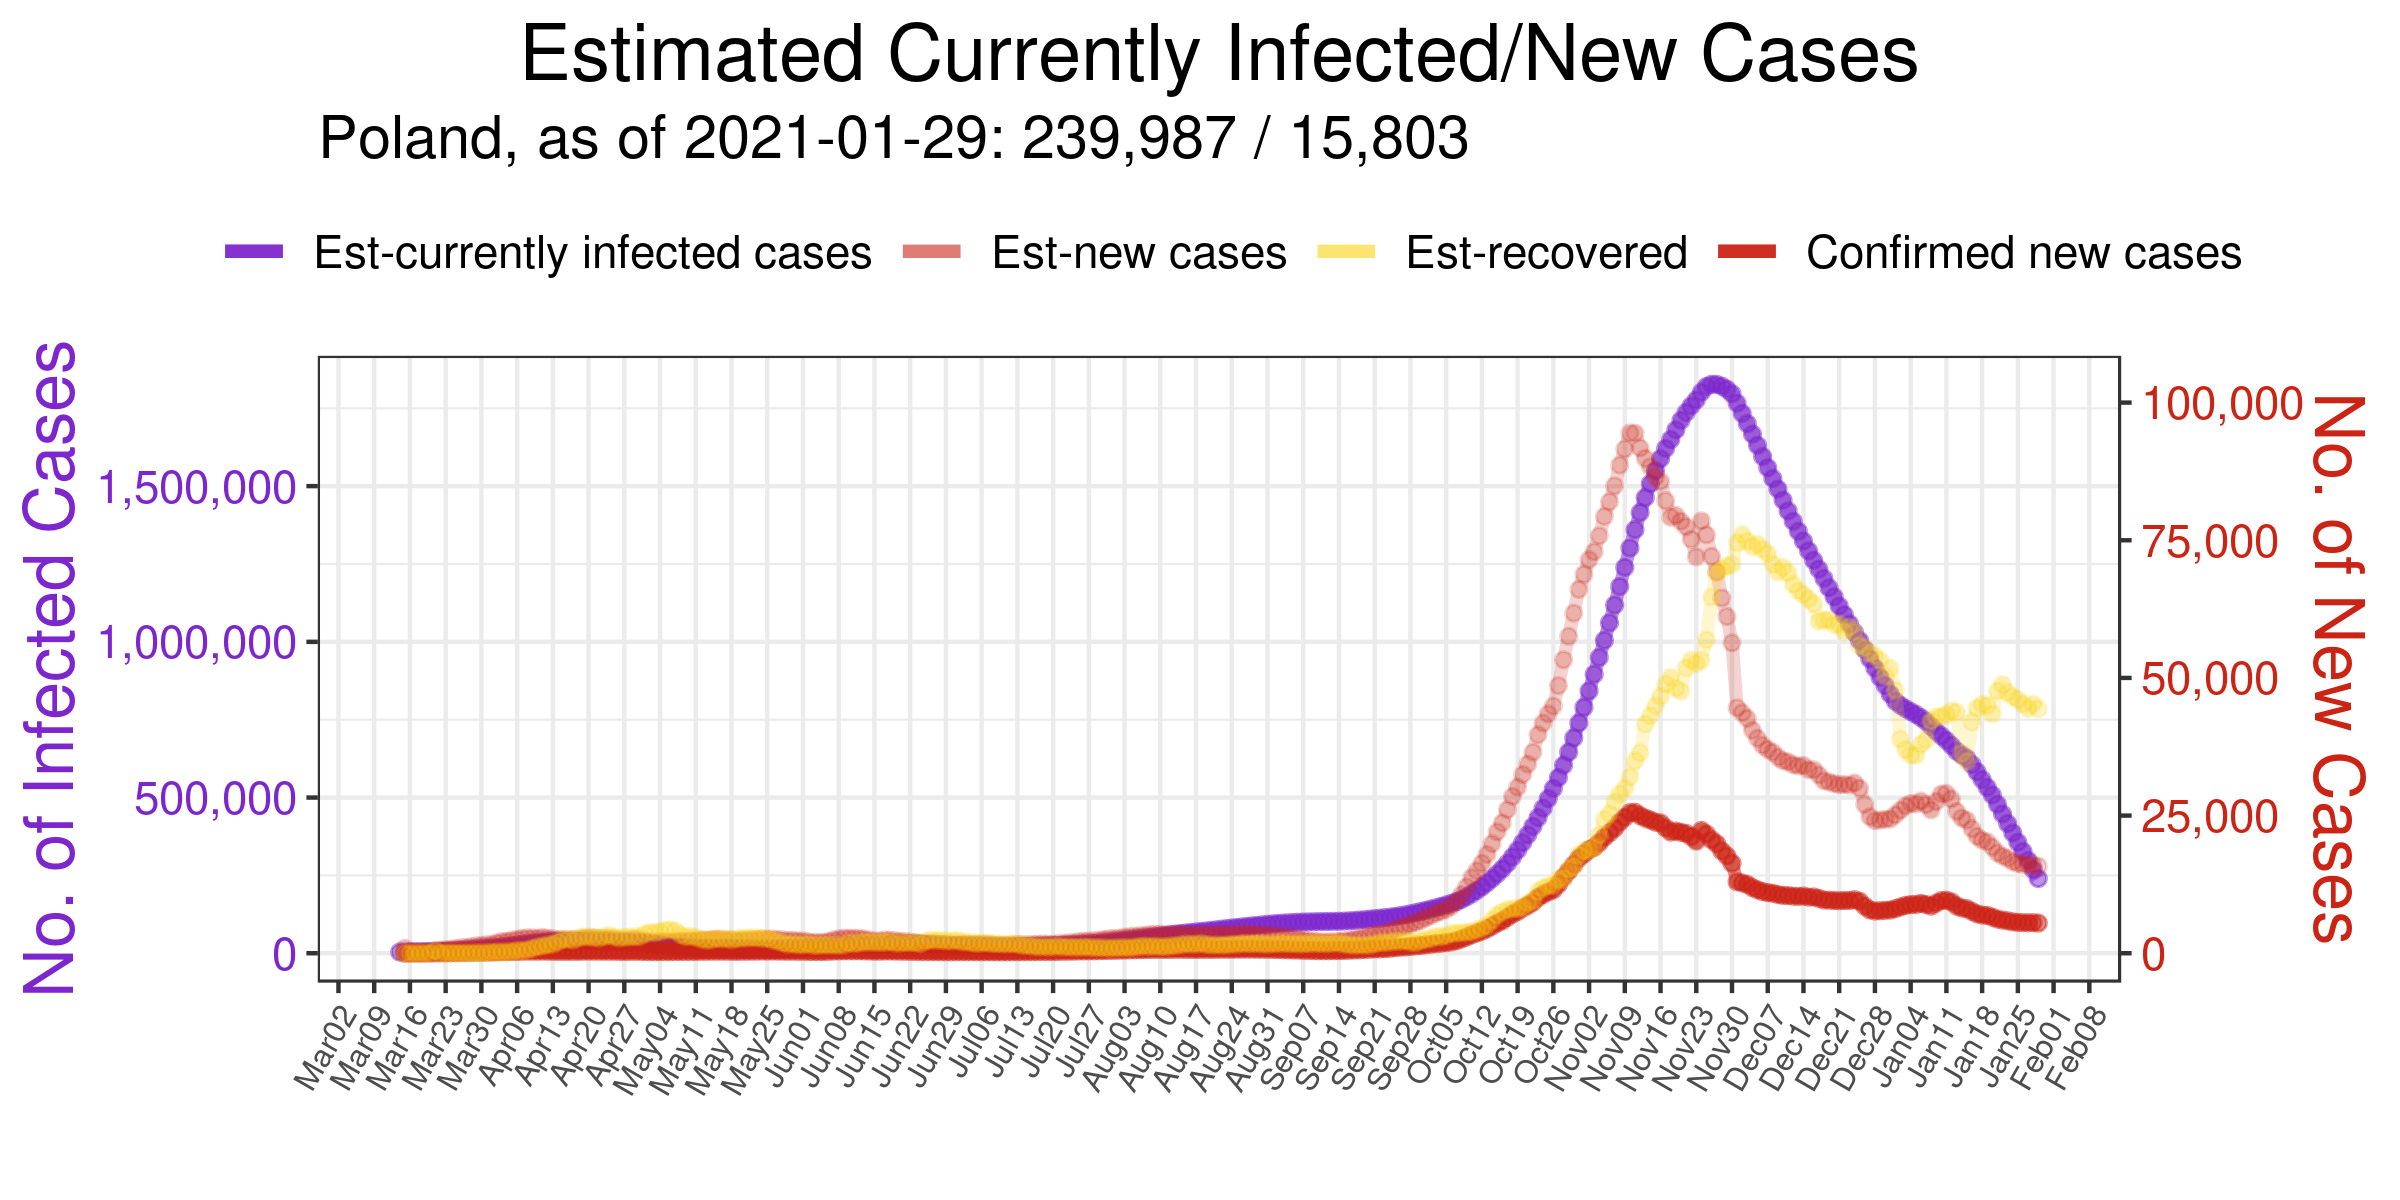 Estimated Currently Infected/New Cases
Poland, as of 2021-01-29: 239,987 / 15,803
Est-currently infected cases Est-new cases Est-recovered Confirmed new cases
No. of Infected Cases
1,500,000
1,000,000
500,000
0
100,000
75,000
50,000
25,000
0
No. of New Cases
Mar02 Mar09 Mar16 Mar23 Mar30 Apr06 Apr13 Apr20 Apr27 May04 May11 May18 May25 Jun01 Jun08 Jun15 Jun22 Jun29 Jul06 Jul13 Jul20 Jul27 Aug03 Aug10 Aug17 Aug24 Aug31 Sep07 Sep14 Sep21 Sep28 Oct05 Oct12 Oct19 Oct26 Nov02 Nov09 Nov16 Nov23 Nov30 Dec07 Dec14 Dec21 Dec28 Jan04 Jan11 Jan18 Jan25 Feb01 Feb08